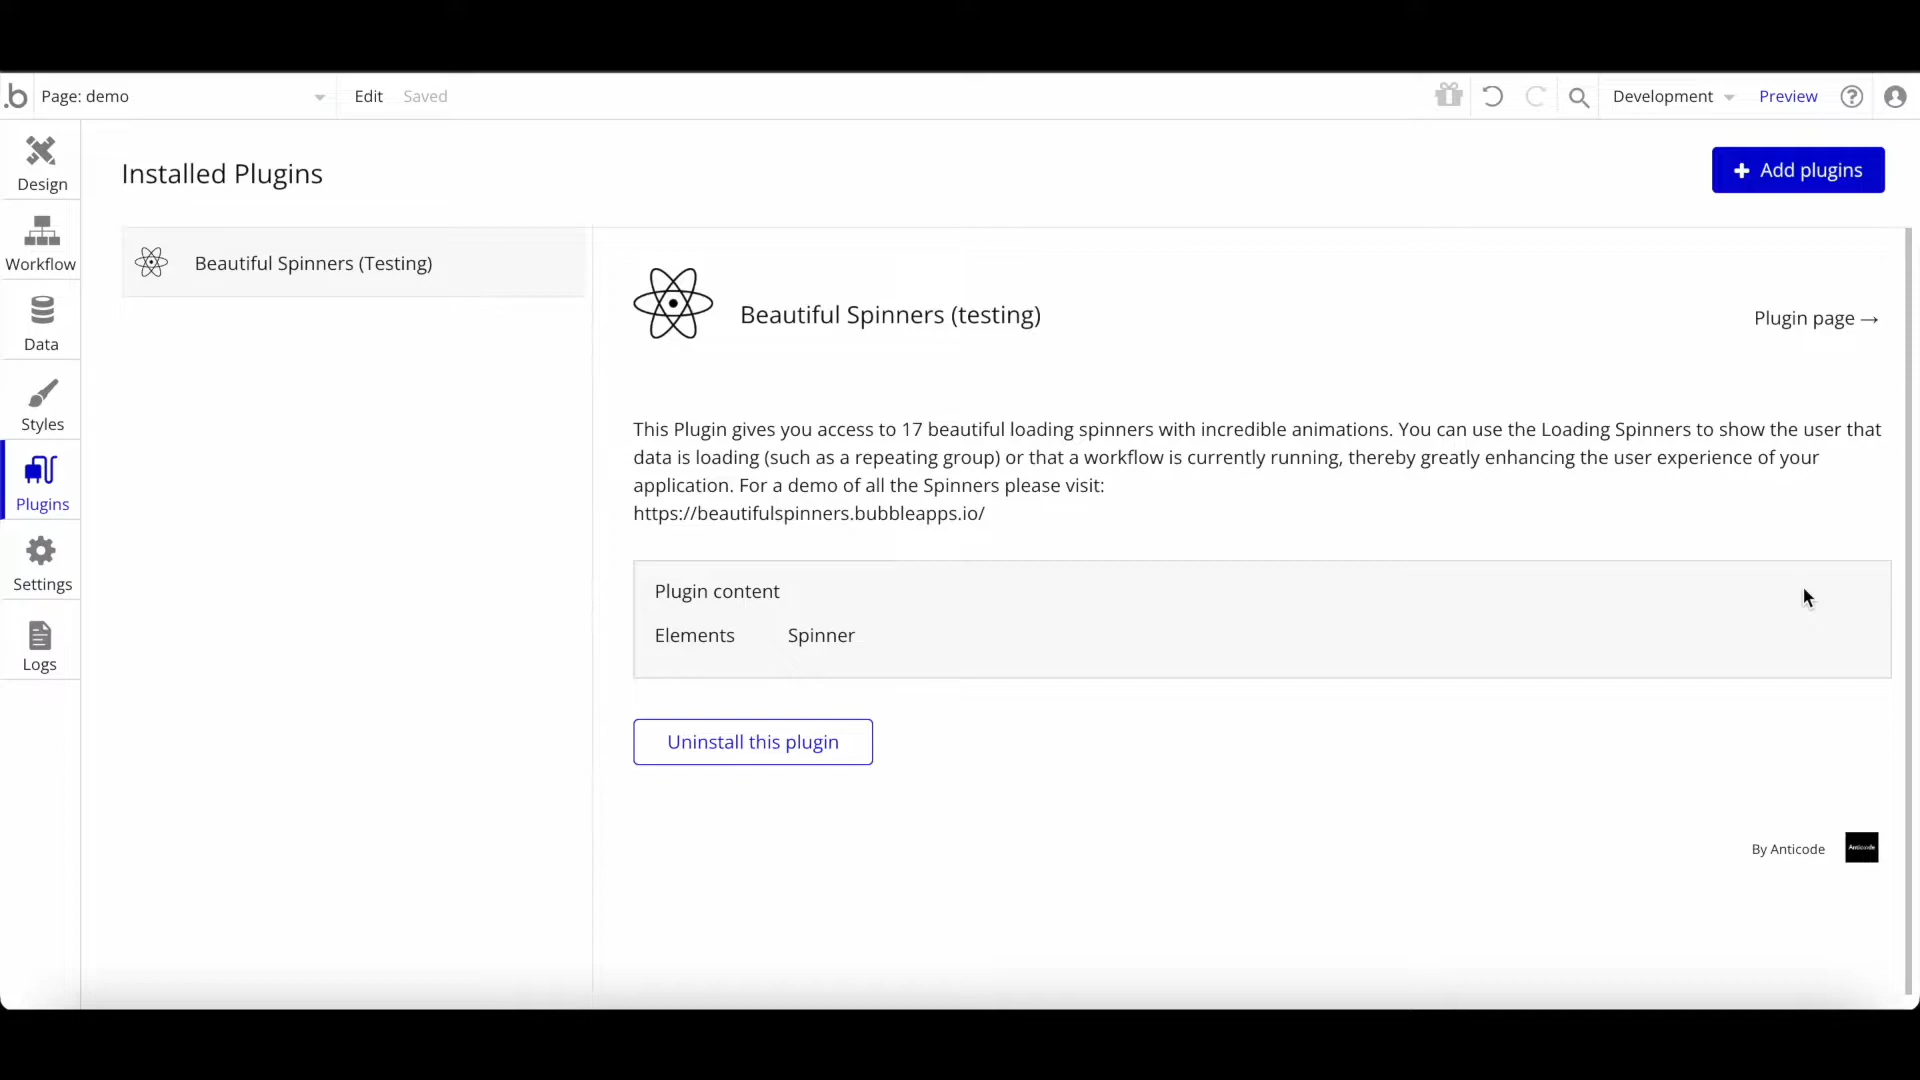 .b
Page: demo
Edit
Saved
Development
Preview
?
Design
Workflow
Data
Styles
Plugins
Settings
Logs
Installed Plugins
+ Add plugins
Beautiful Spinners (Testing)
Beautiful Spinners (testing)
Plugin page →
This Plugin gives you access to 17 beautiful loading spinners with incredible animations. You can use the Loading Spinners to show the user that
data is loading (such as a repeating group) or that a workflow is currently running, thereby greatly enhancing the user experience of your
application. For a demo of all the Spinners please visit:
https://beautifulspinners.bubbleapps.io/
Plugin content
Elements Spinner
Uninstall this plugin
By Anticode
Anticode